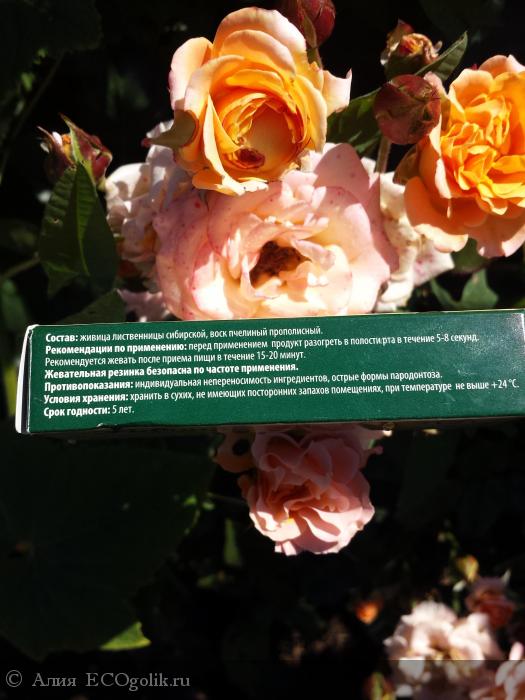 Состав: живица лиственницы сибирской, воск пчелиный прополисный.
Рекомендации по применению: перед применением продукт разогреть в полости рта в течение 5-8 секунд.
Рекомендуется жевать после приема пищи в течение 15-20 минут.
Жевательная резинка безопасна по частоте применения.
Противопоказания: индивидуальная непереносимость ингредиентов, острые формы пародонтоза.
Условия хранения: хранить в сухих, не имеющих посторонних запахов помещениях, при температуре не выше +24 °С.
Срок годности: 5 лет.
© Алия ECOgolik.ru